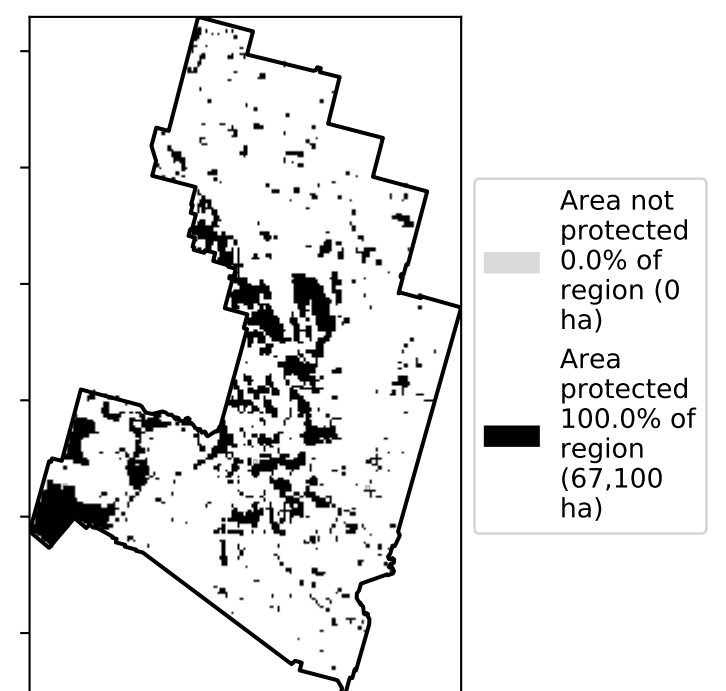 Area not
protected
0.0% of
region (0
ha)
Area
protected
100.0% of
region
(67,100
ha)